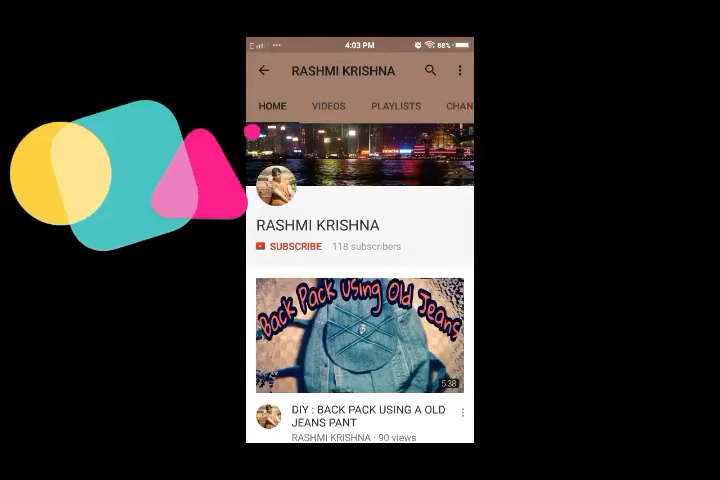 4:03 PM
88%
RASHMI KRISHNA
HOME VIDEOS PLAYLISTS CHAN
RASHMI KRISHNA
SUBSCRIBE 118 subscribers
Back Pack Using Old Jeans
5:38
DIY : BACK PACK USING A OLD
JEANS PANT
RASHMI KRISHNA · 90 views